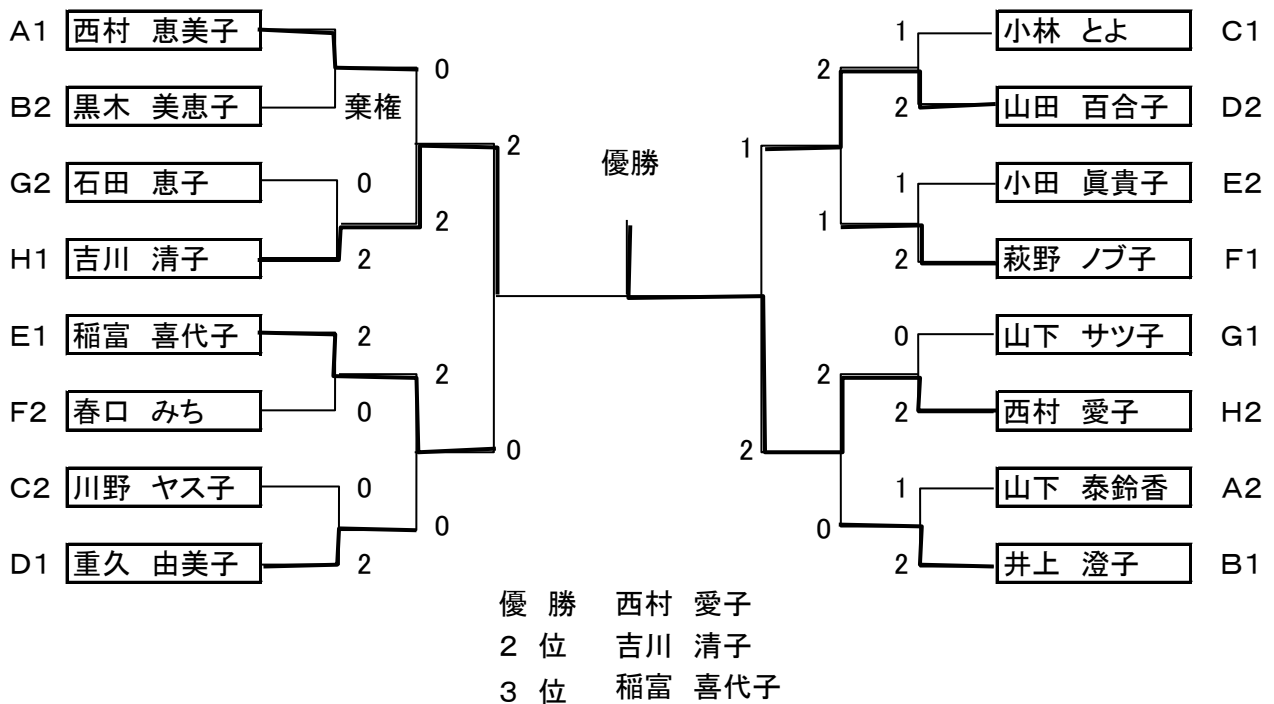 A1 西村 恵美子
0
B2 黒木 美恵子 棄権
2
G2 石田 恵子 0
2
H1 吉川 清子 2
E1 稲富 喜代子 2
2
F2 春口 みち 0
0
C2 川野 ヤス子 0
0
D1 重久 由美子 2
優勝
1 小林 とよ C1
2
2 山田 百合子 D2
1
1 小田 眞貴子 E2
1
2 萩野 ノブ子 F1
0 山下 サツ子 G1
2
2 西村 愛子 H2
2
1 山下 泰鈴香 A2
0
2 井上 澄子 B1
優 勝 西村 愛子
2 位 吉川 清子
3 位 稲富 喜代子